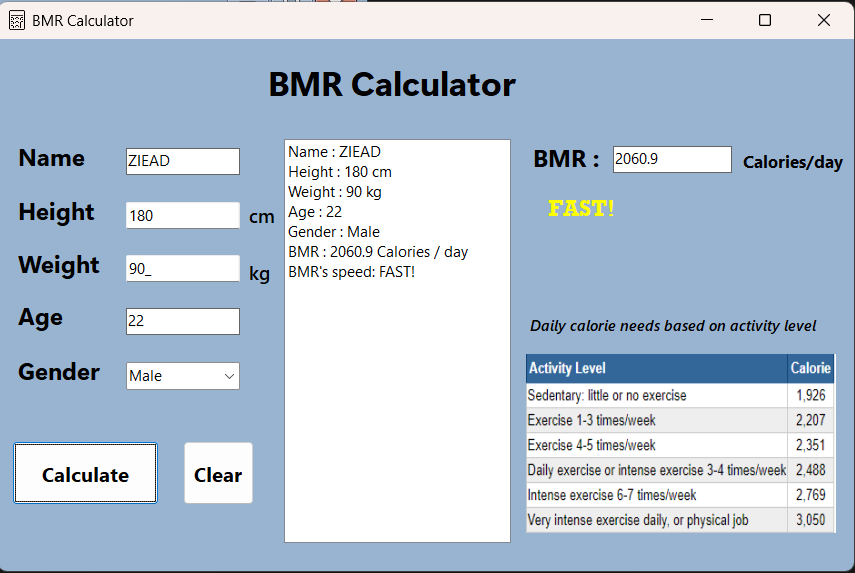 BMR Calculator
BMR Calculator
Name ZIEAD
Height 180 cm
Weight 90_ kg
Age 22
Gender Male
Calculate Clear
Name : ZIEAD
Height : 180 cm
Weight : 90 kg
Age : 22
Gender : Male
BMR : 2060.9 Calories / day
BMR's speed: FAST!
BMR : 2060.9 Calories/day
FAST!
Daily calorie needs based on activity level
Activity Level Calorie
Sedentary: little or no exercise 1,926
Exercise 1-3 times/week 2,207
Exercise 4-5 times/week 2,351
Daily exercise or intense exercise 3-4 times/week 2,488
Intense exercise 6-7 times/week 2,769
Very intense exercise daily, or physical job 3,050